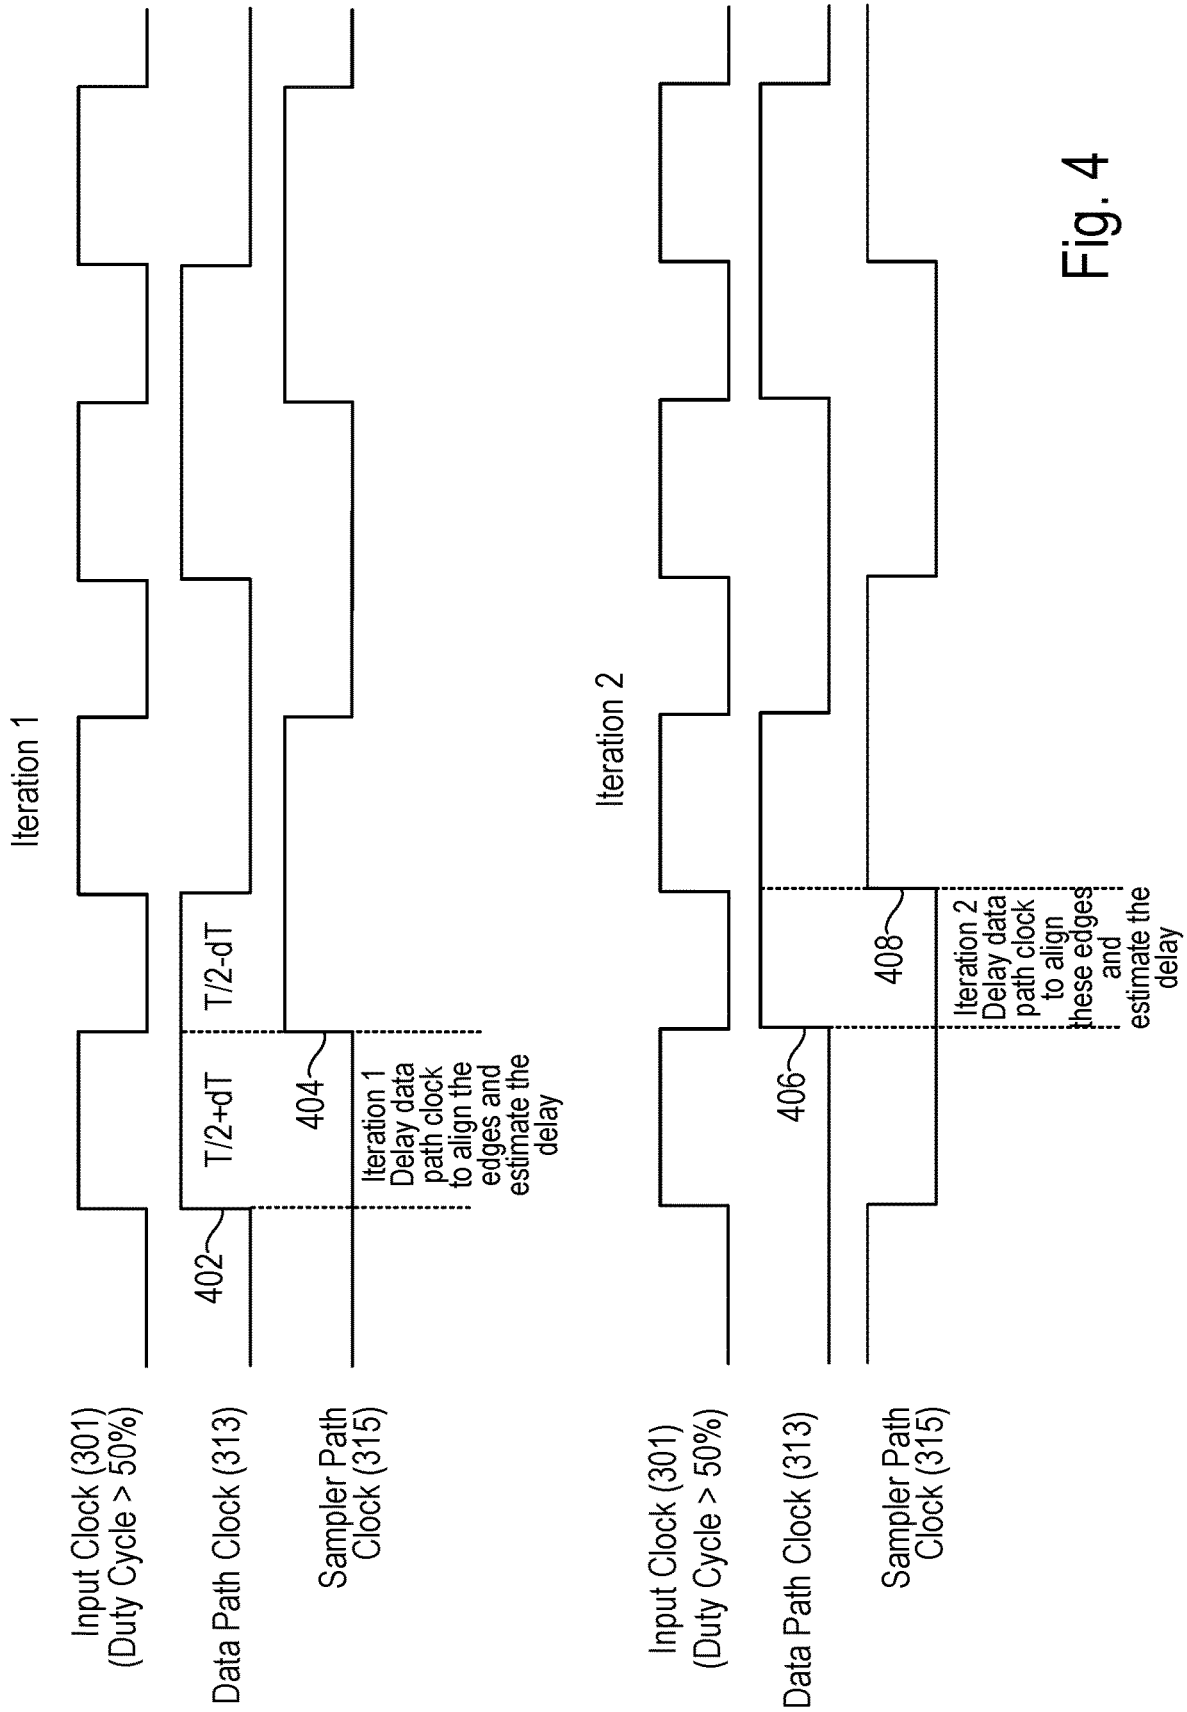 Iteration 1
Input Clock (301)
(Duty Cycle > 50%)
Data Path Clock (313)
T/2+dT
T/2-dT
402
Sampler Path
Clock (315)
404
Iteration 1
Delay data
path clock
to align the
edges and
estimate the
delay
Iteration 2
Input Clock (301)
(Duty Cycle > 50%)
Data Path Clock (313)
406
Sampler Path
Clock (315)
408
Iteration 2
Delay data
path clock
to align
these edges
and
estimate the
delay
Fig. 4